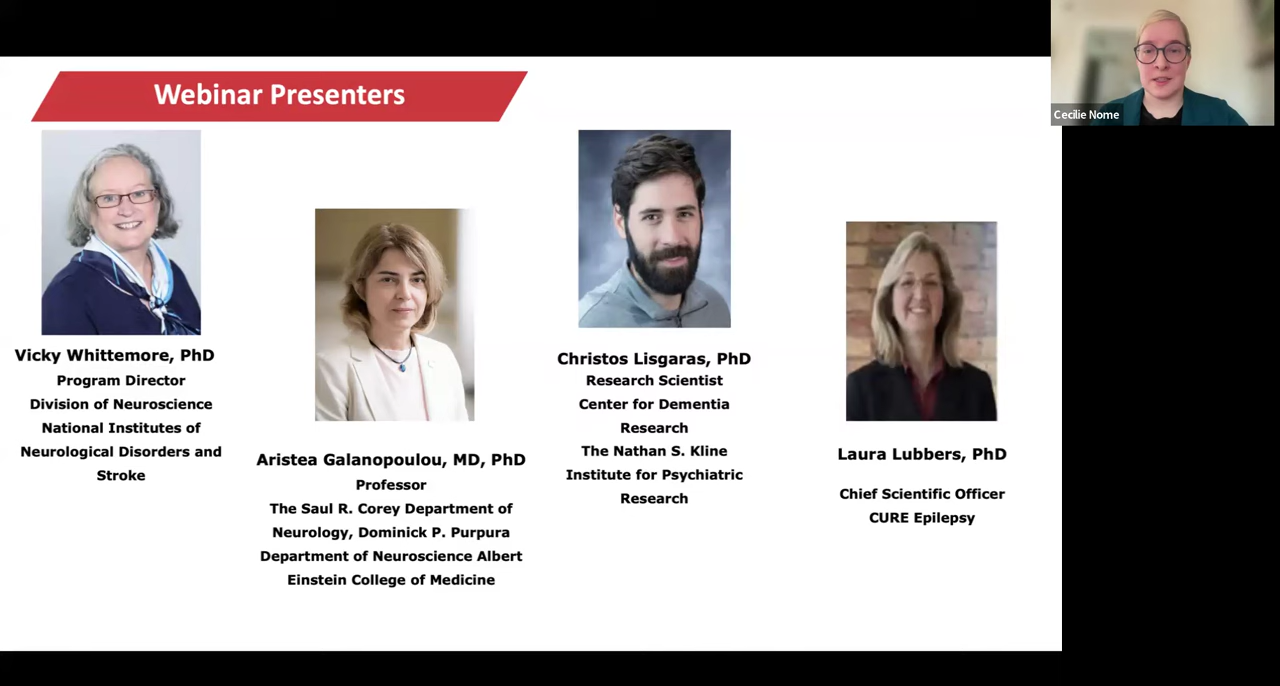 Webinar Presenters
Cecilie Nome
Vicky Whittemore, PhD
Program Director
Division of Neuroscience
National Institutes of
Neurological Disorders and
Stroke
Aristea Galanopoulou, MD, PhD
Professor
The Saul R. Corey Department of
Neurology, Dominick P. Purpura
Department of Neuroscience Albert
Einstein College of Medicine
Christos Lisgaras, PhD
Research Scientist
Center for Dementia
Research
The Nathan S. Kline
Institute for Psychiatric
Research
Laura Lubbers, PhD
Chief Scientific Officer
CURE Epilepsy